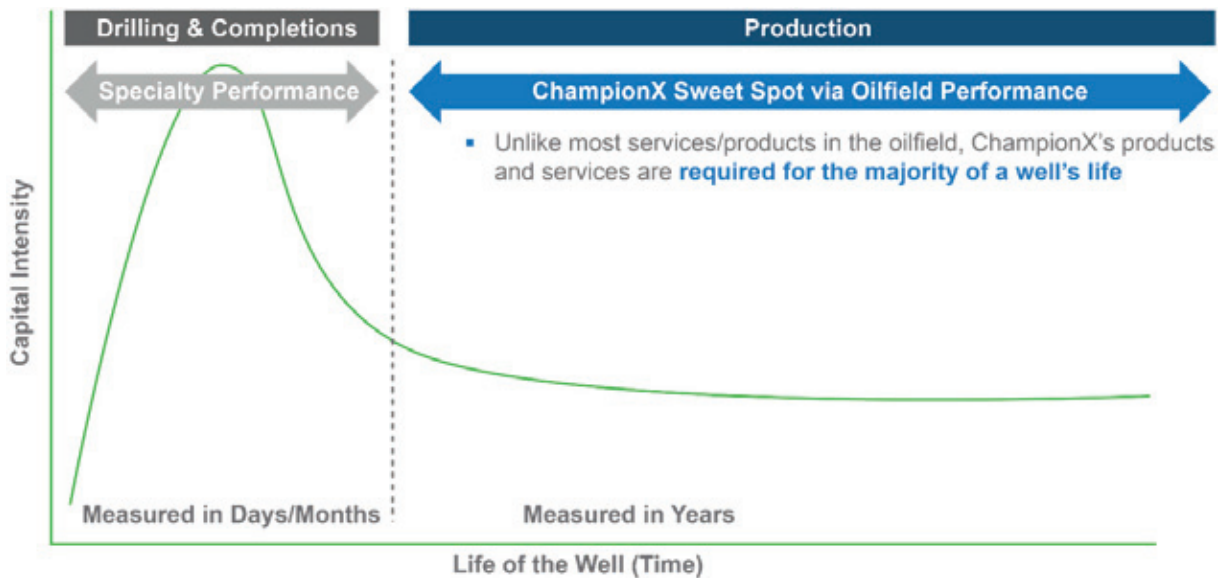 Drilling & Completions
Production
Specialty Performance
ChampionX Sweet Spot via Oilfield Performance
▪ Unlike most services/products in the oilfield, ChampionX's products
and services are required for the majority of a well's life
Capital Intensity
Measured in Days/Months
Measured in Years
Life of the Well (Time)